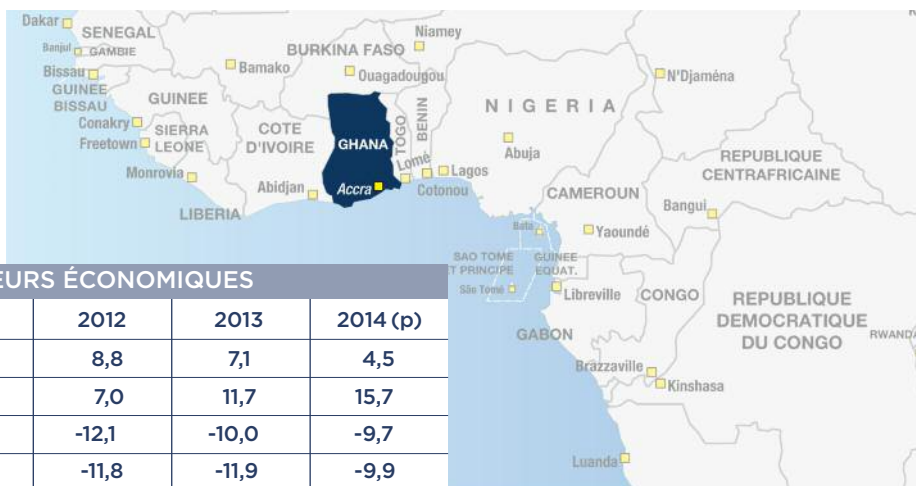 Dakar
SENEGAL
Niamey
Banjul
GAMBIE
BURKINA FASO
Bissau
Bamako
Ouagadougou
N'Djaména
GUINEE
BISSAU
GUINEE
NIGERIA
Conakry
SIERRA
LEONE
COTE
D'IVOIRE
GHANA
TOGO
BENIN
Freetown
Abuja
REPUBLIQUE
CENTRAFRICAINE
Monrovia
Abidjan
Accra
Lomé
Cotonou
Lagos
CAMEROUN
Bangui
LIBERIA
Bata
Yaoundé
SAO TOME
ET PRINCIPE
GUINEE
EQUAT.
São Tomé
Libreville
CONGO
REPUBLIQUE
DEMOCRATIQUE
DU CONGO
RWANDA
GABON
Brazzaville
Kinshasa
Luanda
EURS ÉCONOMIQUES
2012 2013 2014 (p)
8,8 7,1 4,5
7,0 11,7 15,7
-12,1 -10,0 -9,7
-11,8 -11,9 -9,9